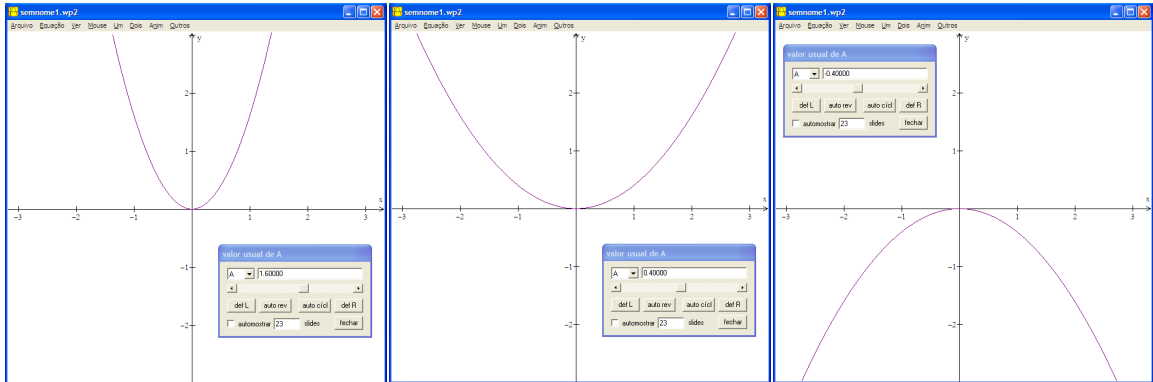 semnome1.wp2
Arquivo Equação Ver Mouse Um Dois Anim Outros
y
2
1
x
-3 -2 -1 1 2 3
valor usual de A
-1
A 1.60000
def L auto rev auto cícl def R
automostrar 23 slides fechar
-2
semnome1.wp2
Arquivo Equação Ver Mouse Um Dois Anim Outros
y
2
1
x
-3 -2 -1 1 2 3
valor usual de A
-1
A 0.40000
def L auto rev auto cícl def R
automostrar 23 slides fechar
-2
semnome1.wp2
Arquivo Equação Ver Mouse Um Dois Anim Outros
y
valor usual de A
A -0.40000
2
def L auto rev auto cícl def R
automostrar 23 slides fechar
1
x
-3 -2 -1 1 2 3
-1
-2